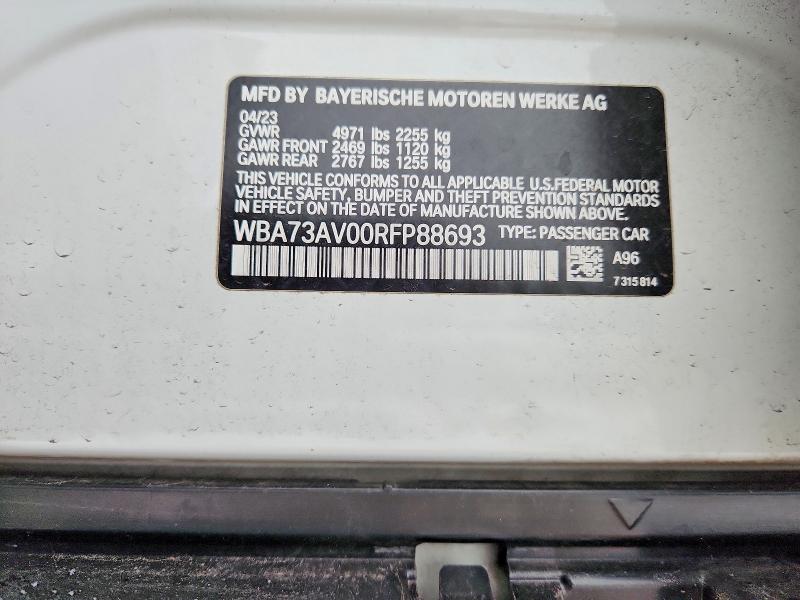 MFD BY BAYERISCHE MOTOREN WERKE AG
04/23
GVWR 4971 lbs 2255 kg
GAWR FRONT 2469 lbs 1120 kg
GAWR REAR 2767 lbs 1255 kg
THIS VEHICLE CONFORMS TO ALL APPLICABLE U.S.FEDERAL MOTOR
VEHICLE SAFETY, BUMPER AND THEFT PREVENTION STANDARDS
IN EFFECT ON THE DATE OF MANUFACTURE SHOWN ABOVE.
WBA73AV00RFP88693 TYPE: PASSENGER CAR
A96
7315814